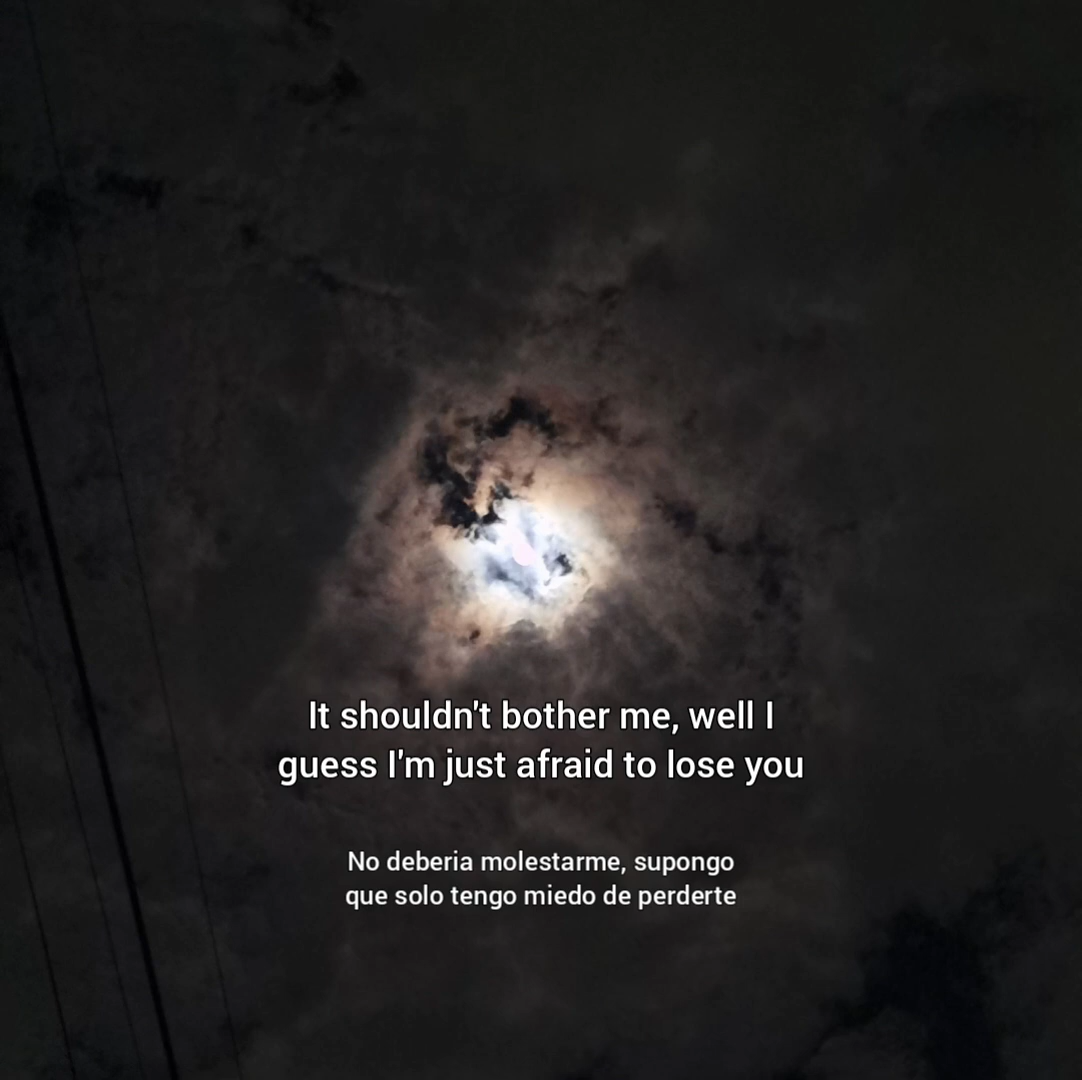 It shouldn't bother me, well I
guess I'm just afraid to lose you
No deberia molestarme, supongo
que solo tengo miedo de perderte